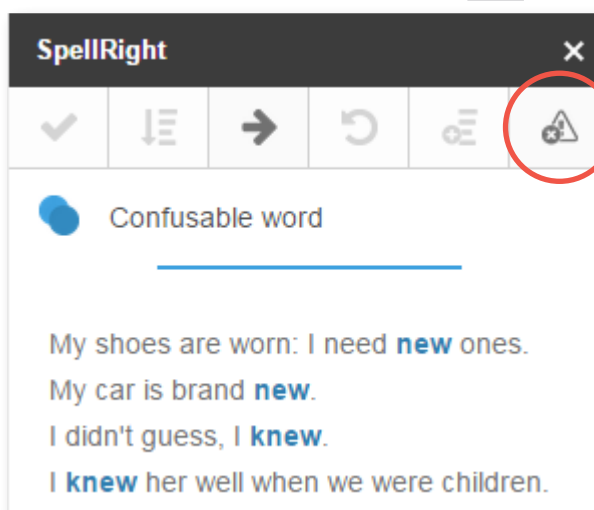 SpellRight
Confusable word
My shoes are worn: I need new ones.
My car is brand new.
I didn't guess, I knew.
I knew her well when we were children.